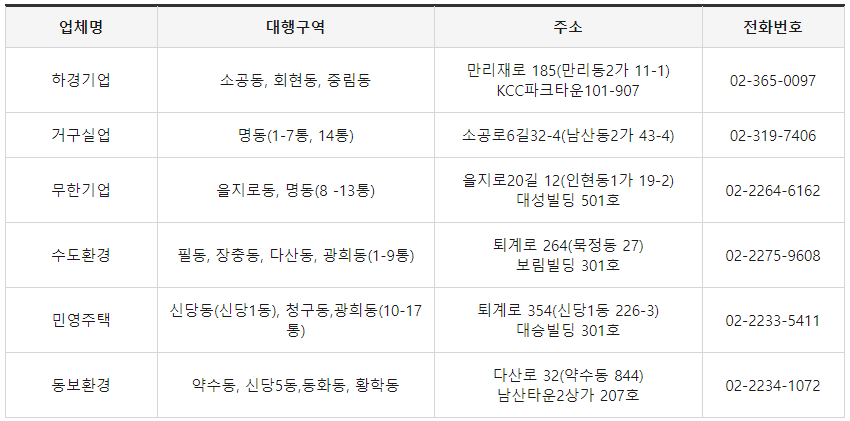 업체명 대행구역 주소 전화번호
하경기업 소공동, 회현동, 중림동 만리재로 185(만리동2가 11-1) 02-365-0097
KCC파크타운101-907
거구실업 명동(1-7통, 14통) 소공로6길32-4(남산동2가 43-4) 02-319-7406
무한기업 을지로동, 명동(8 -13통) 을지로20길 12(인현동1가 19-2) 02-2264-6162
대성빌딩 501호
수도환경 필동, 장충동, 다산동, 광희동(1-9통) 퇴계로 264(묵정동 27) 02-2275-9608
보림빌딩 301호
민영주택 신당동(신당1동), 청구동,광희동(10-17 퇴계로 354(신당1동 226-3) 02-2233-5411
통) 대승빌딩 301호
동보환경 약수동, 신당5동,동화동, 황학동 다산로 32(약수동 844) 02-2234-1072
남산타운2상가 207호